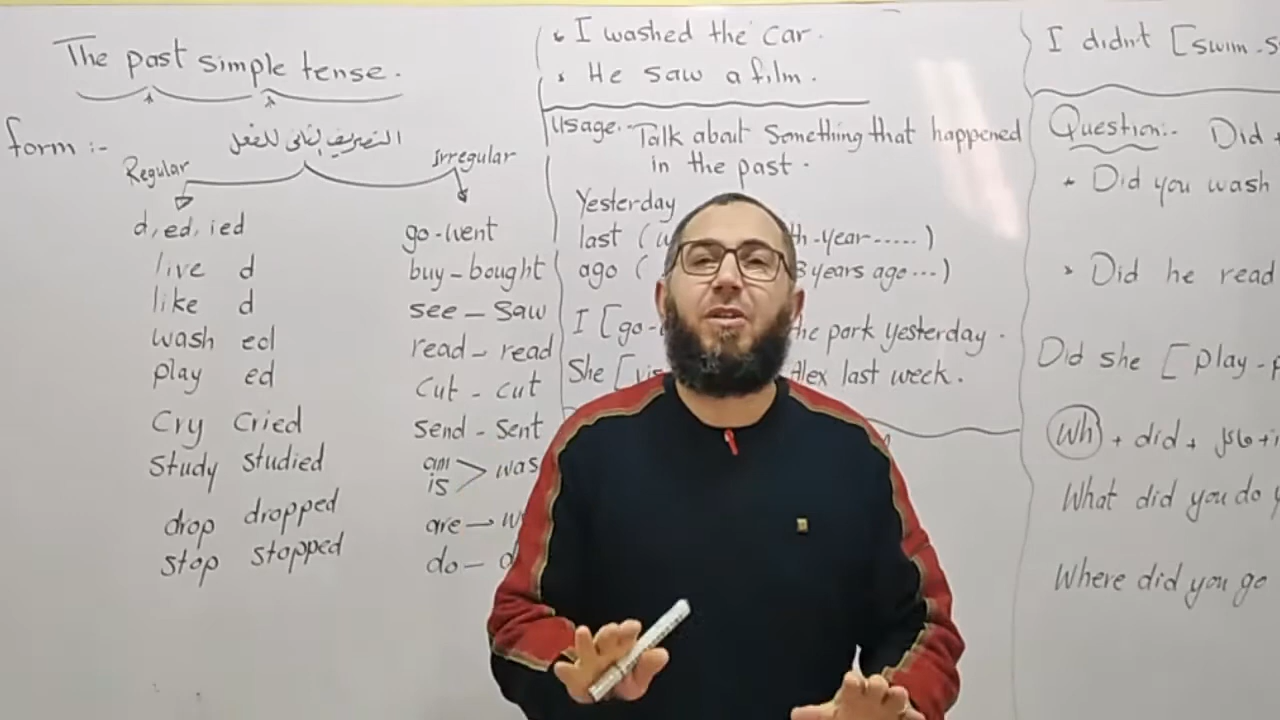 The past simple tense.
form :-
التصريف الثاني للفعل
Regular
Irregular
d, ed, ied
live d
like d
wash ed
play ed
Cry Cried
Study studied
drop dropped
stop stopped
go-went
buy - bought
see - saw
read - read
cut - cut
send - sent
am
is > was
are →
do -
* I washed the car.
* He saw a film.
Usage:- Talk about something that happened
in the past.
Yesterday
last ( -year-----)
ago ( years ago---)
I [go- park yesterday.
She [ Alex last week.
I didn't [swim-s
Question:- Did +
* Did you wash
* Did he read
Did she [play-p
Wh + did + فاعل +
What did you do y
Where did you go